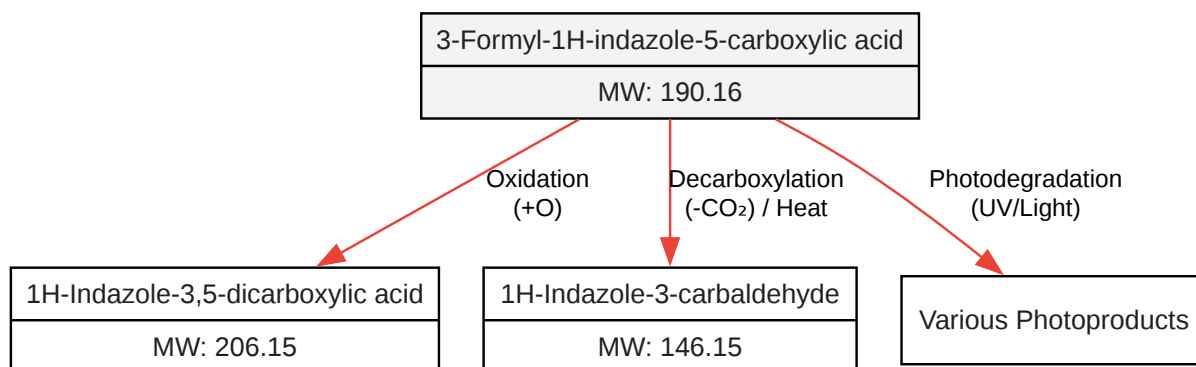 3-Formyl-1H-indazole-5-carboxylic acid
MW: 190.16
Oxidation
(+O)
Decarboxylation
(-CO₂) / Heat
Photodegradation
(UV/Light)
1H-Indazole-3,5-dicarboxylic acid
MW: 206.15
1H-Indazole-3-carbaldehyde
MW: 146.15
Various Photoproducts